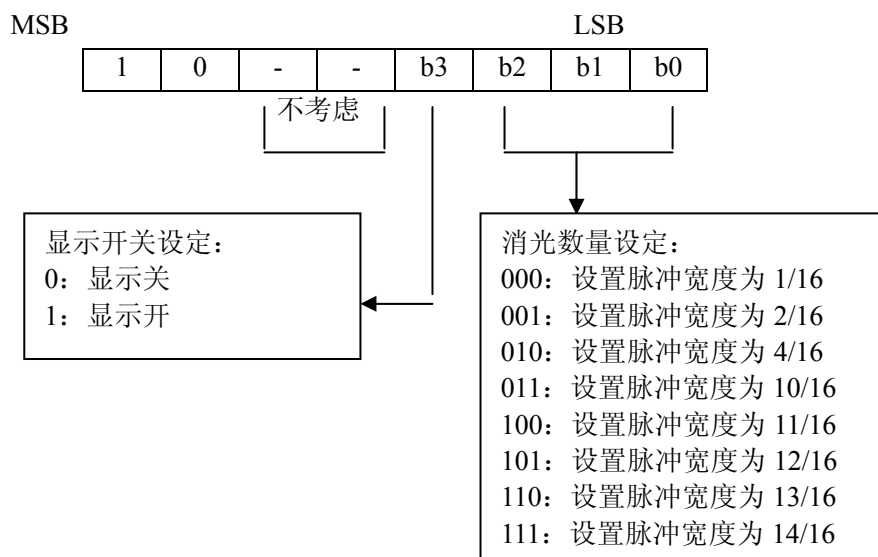 MSB LSB
1 0 - - b3 b2 b1 b0
不考虑
显示开关设定：
0：显示关
1：显示开
消光数量设定：
000：设置脉冲宽度为 1/16
001：设置脉冲宽度为 2/16
010：设置脉冲宽度为 4/16
011：设置脉冲宽度为 10/16
100：设置脉冲宽度为 11/16
101：设置脉冲宽度为 12/16
110：设置脉冲宽度为 13/16
111：设置脉冲宽度为 14/16